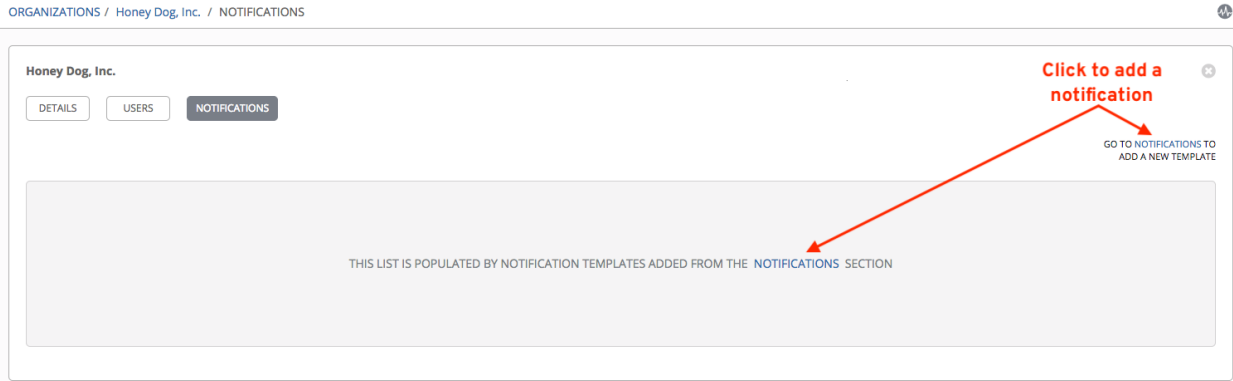 ORGANIZATIONS / Honey Dog, Inc. / NOTIFICATIONS
Honey Dog, Inc.
Click to add a
notification
DETAILS USERS NOTIFICATIONS
GO TO NOTIFICATIONS TO
ADD A NEW TEMPLATE
THIS LIST IS POPULATED BY NOTIFICATION TEMPLATES ADDED FROM THE NOTIFICATIONS SECTION